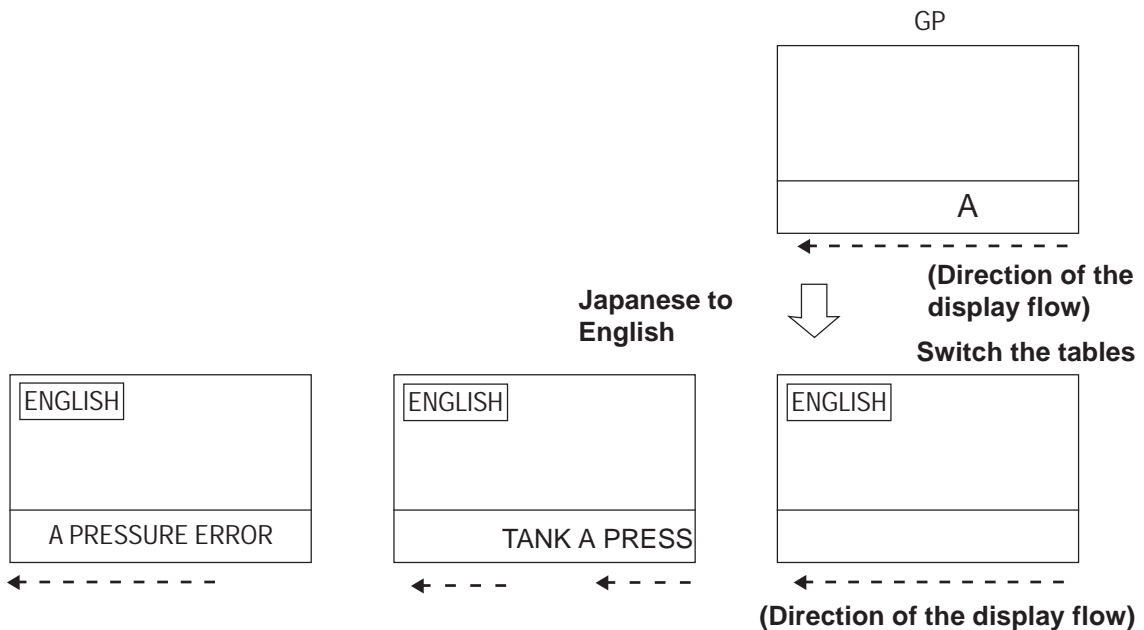 GP
A
(Direction of the
display flow)
Japanese to
English
Switch the tables
ENGLISH
A PRESSURE ERROR
ENGLISH
TANK A PRESS
ENGLISH
(Direction of the display flow)